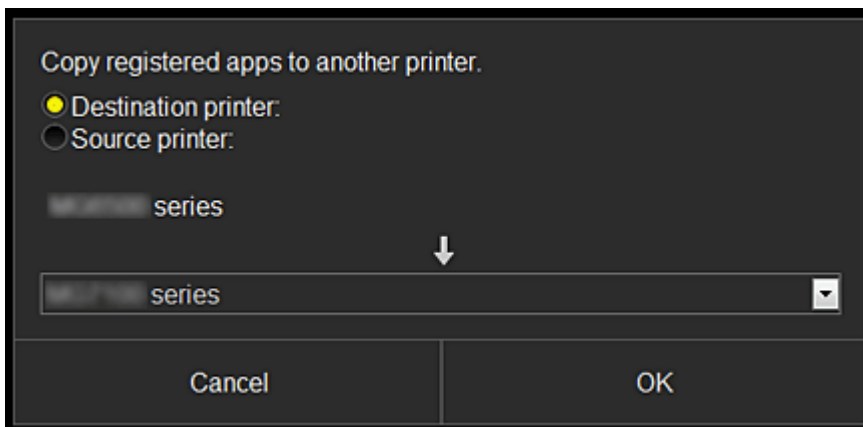 Copy registered apps to another printer.
Destination printer:
Source printer:
series
series
Cancel
OK